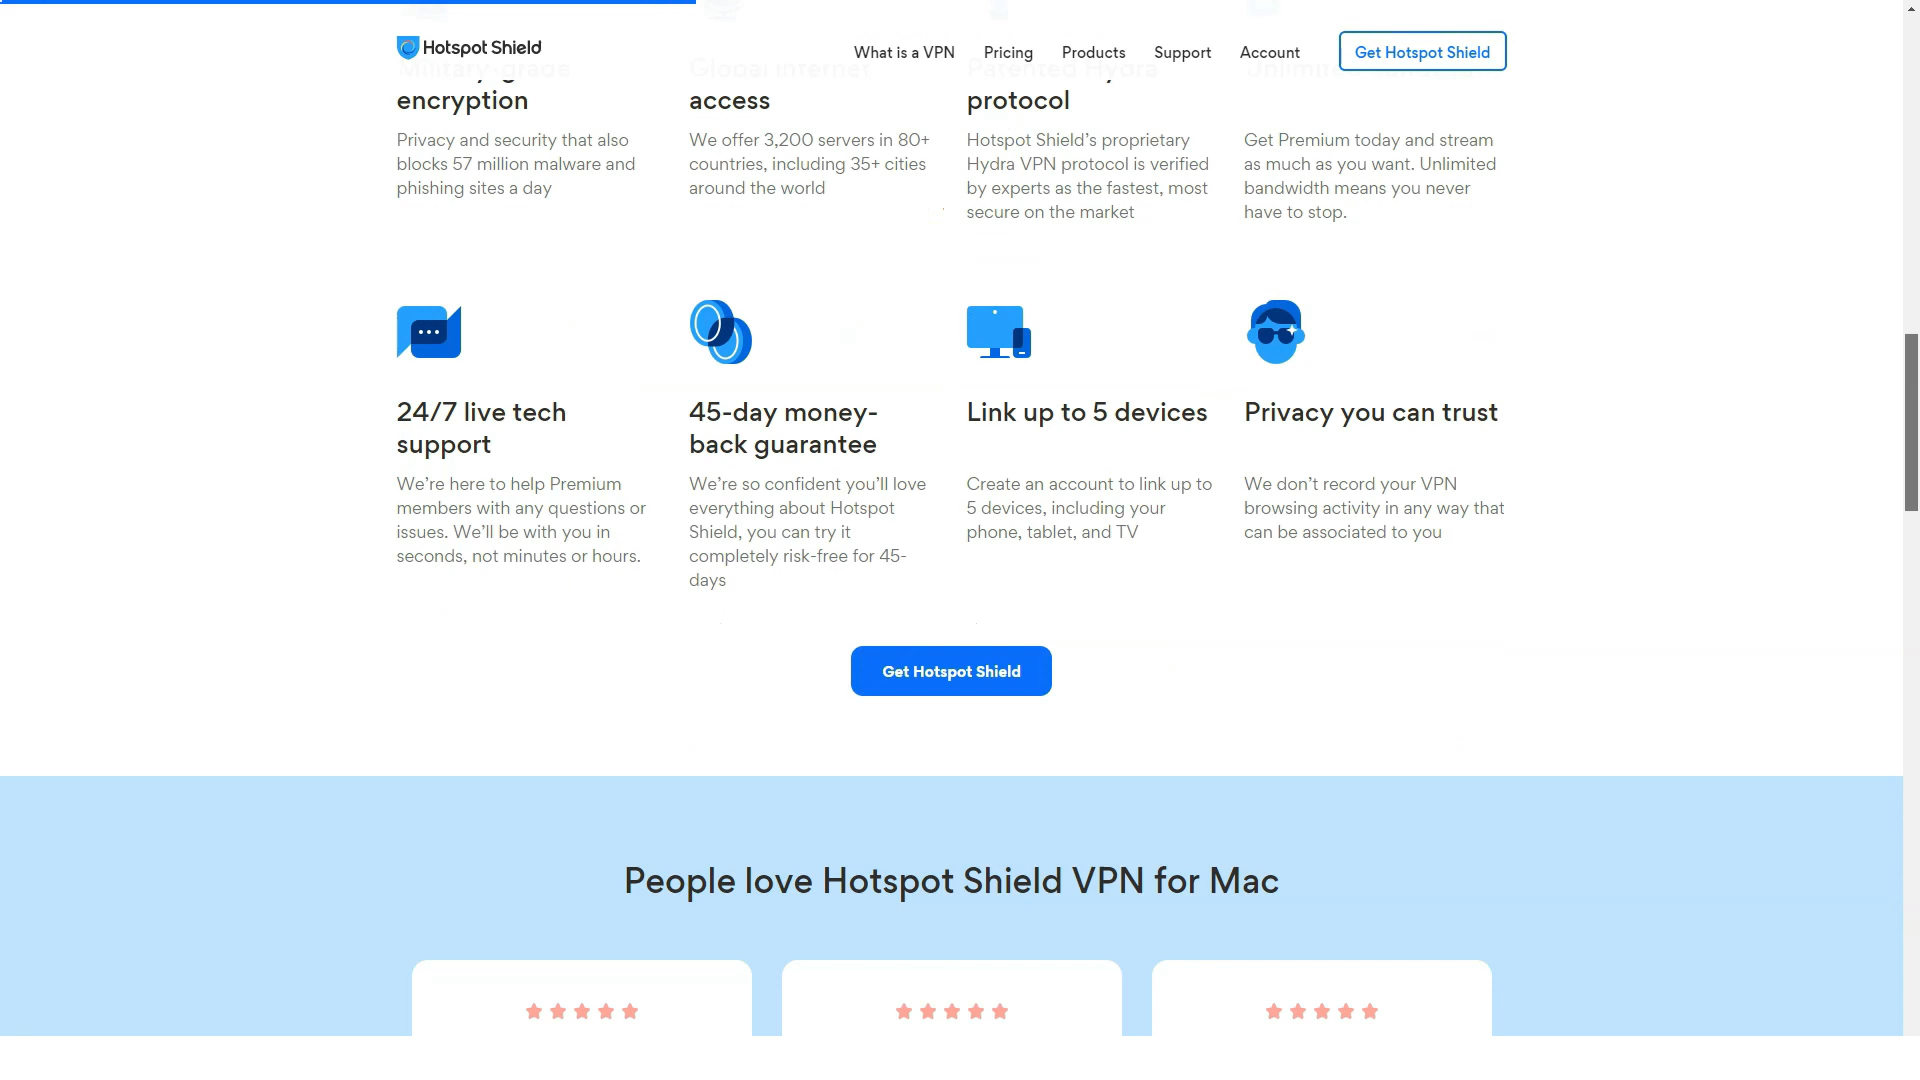 Hotspot Shield
What is a VPN
Pricing
Products
Support
Account
Get Hotspot Shield
Military-grade
encryption
Privacy and security that also
blocks 57 million malware and
phishing sites a day
Global internet
access
We offer 3,200 servers in 80+
countries, including 35+ cities
around the world
Patented Hydra
protocol
Hotspot Shield’s proprietary
Hydra VPN protocol is verified
by experts as the fastest, most
secure on the market
Get Premium today and stream
as much as you want. Unlimited
bandwidth means you never
have to stop.
24/7 live tech
support
We’re here to help Premium
members with any questions or
issues. We’ll be with you in
seconds, not minutes or hours.
45-day money-
back guarantee
We’re so confident you’ll love
everything about Hotspot
Shield, you can try it
completely risk-free for 45-
days
Link up to 5 devices
Create an account to link up to
5 devices, including your
phone, tablet, and TV
Privacy you can trust
We don’t record your VPN
browsing activity in any way that
can be associated to you
Get Hotspot Shield
People love Hotspot Shield VPN for Mac